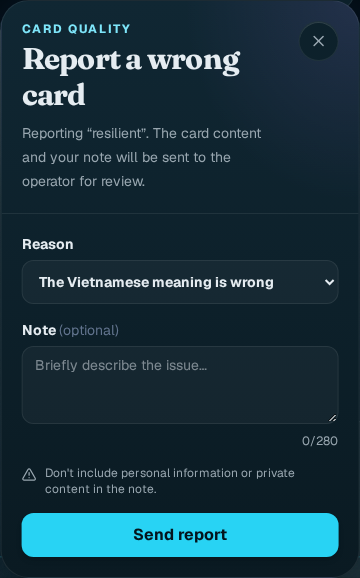 CARD QUALITY
Report a wrong
card
Reporting “resilient”. The card content
and your note will be sent to the
operator for review.
Reason
The Vietnamese meaning is wrong
Note (optional)
Briefly describe the issue...
0/280
Don't include personal information or private
content in the note.
Send report